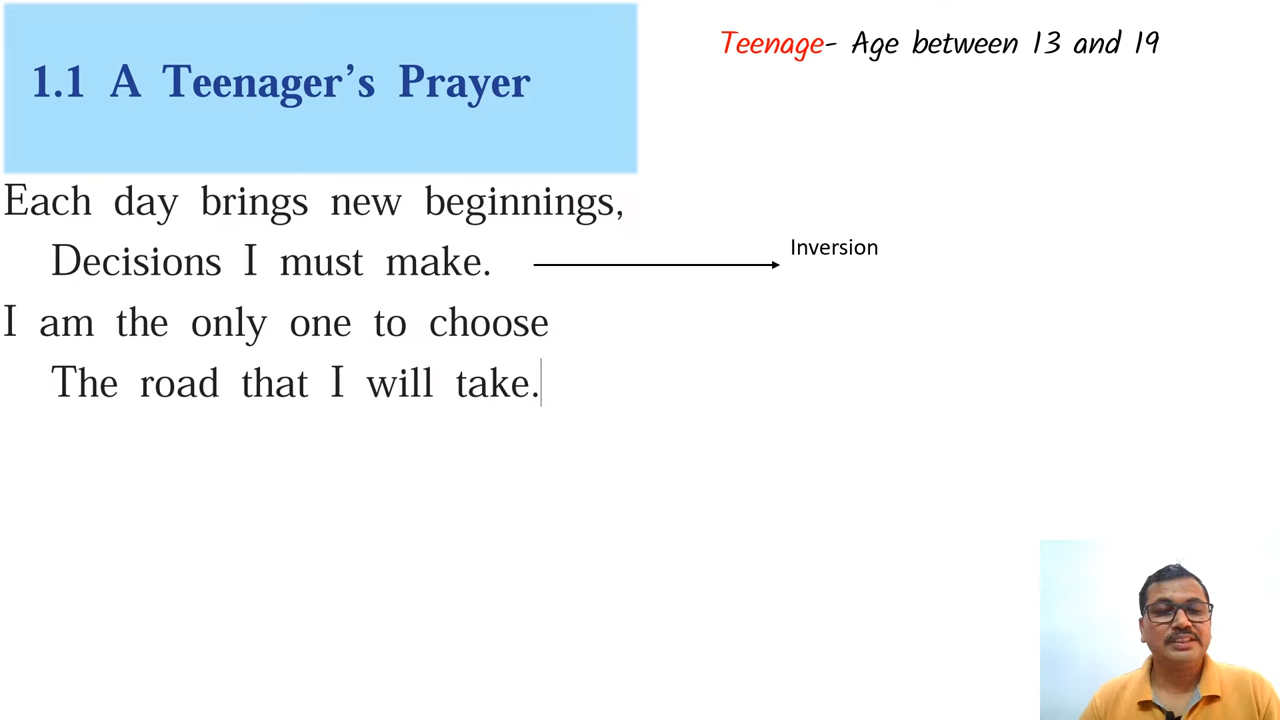 1.1 A Teenager's Prayer
Teenage- Age between 13 and 19
Each day brings new beginnings,
Decisions I must make.
Inversion
I am the only one to choose
The road that I will take.